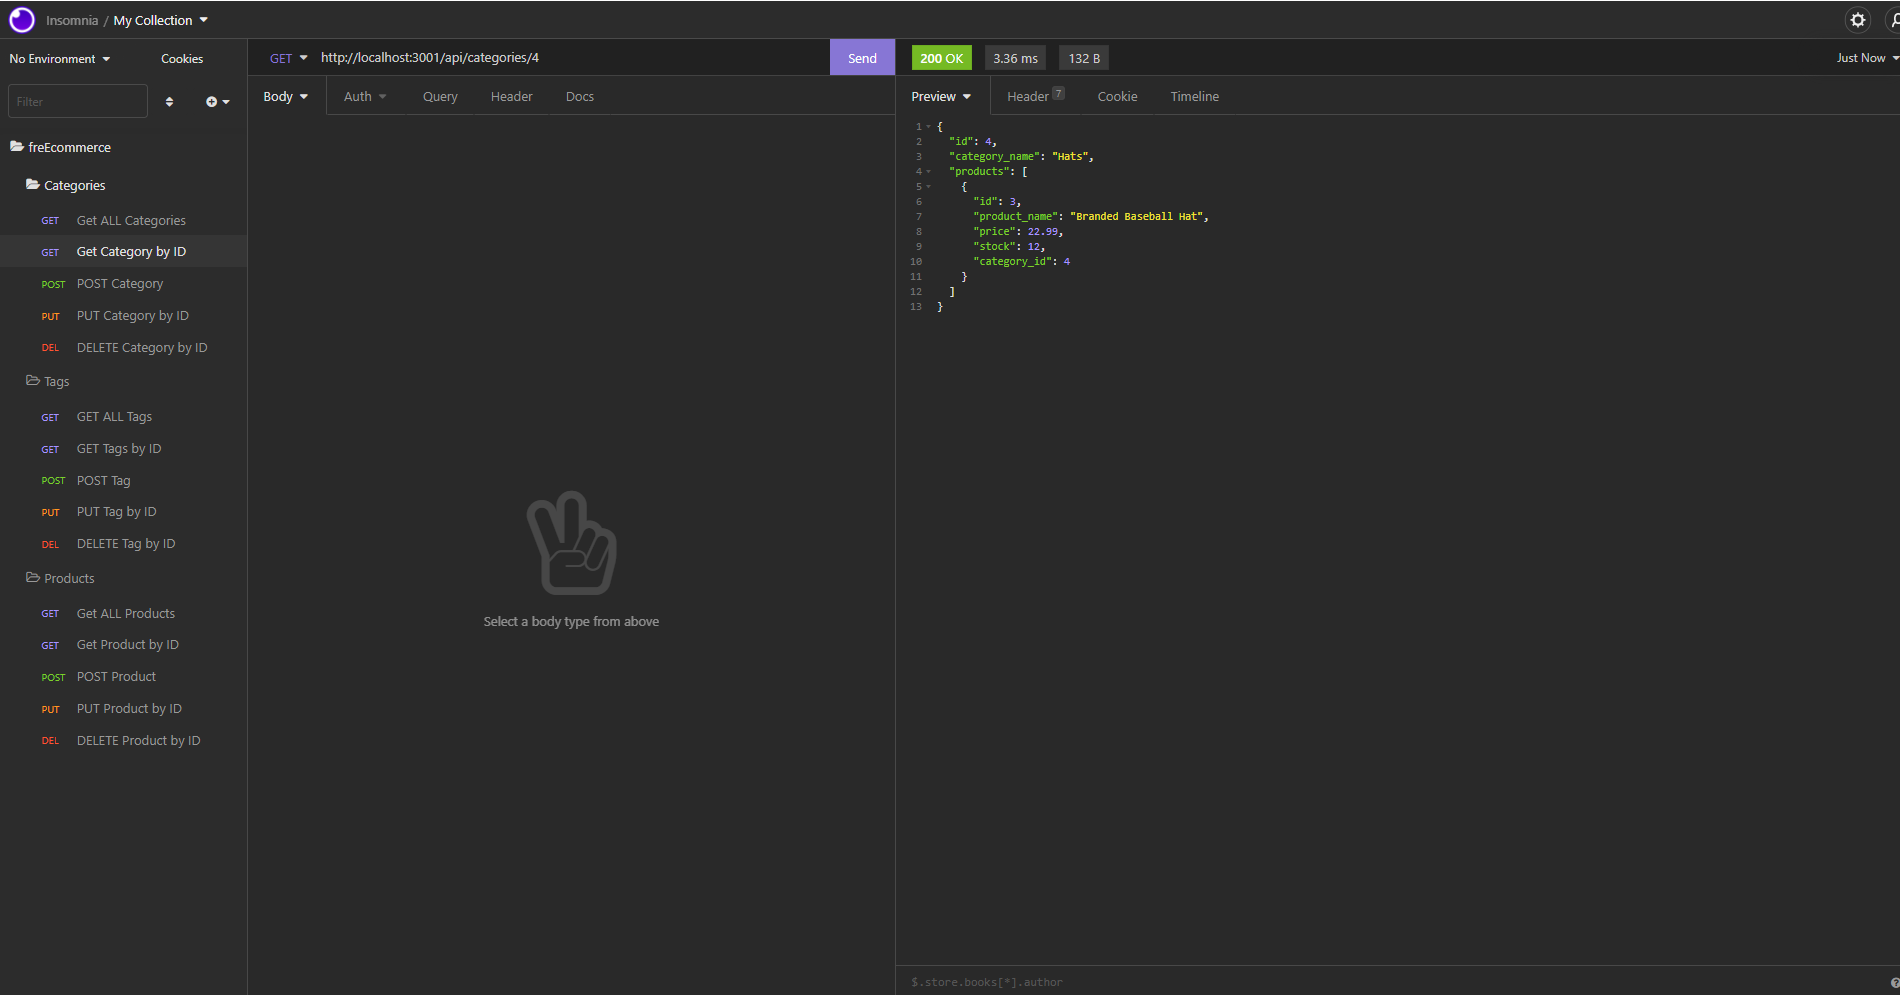 Insomnia / My Collection
No Environment
Cookies
GET
http://localhost:3001/api/categories/4
Send
200 OK
3.36 ms
132 B
Just Now
Filter
Body
Auth
Query
Header
Docs
Preview
Header 7
Cookie
Timeline
freEcommerce
Categories
GET Get ALL Categories
GET Get Category by ID
POST POST Category
PUT PUT Category by ID
DEL DELETE Category by ID
Tags
GET GET ALL Tags
GET GET Tags by ID
POST POST Tag
PUT PUT Tag by ID
DEL DELETE Tag by ID
Products
GET Get ALL Products
GET Get Product by ID
POST POST Product
PUT PUT Product by ID
DEL DELETE Product by ID
Select a body type from above
1 {
2 "id": 4,
3 "category_name": "Hats",
4 "products": [
5 {
6 "id": 3,
7 "product_name": "Branded Baseball Hat",
8 "price": 22.99,
9 "stock": 12,
10 "category_id": 4
11 }
12 ]
13 }
$.store.books[*].author